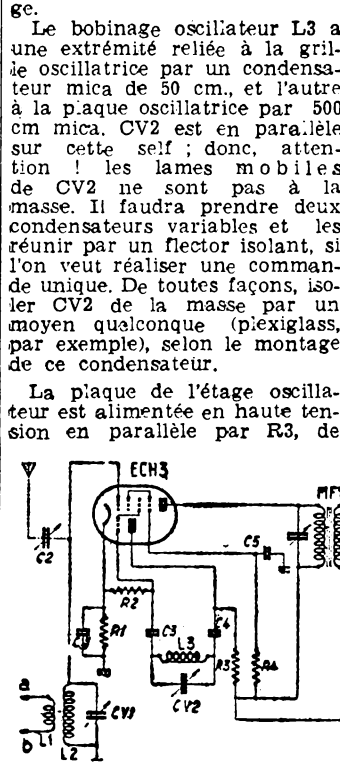 ge.
Le bobinage oscillateur L3 a
une extrémité reliée à la gril-
le oscillatrice par un condensa-
teur mica de 50 cm., et l'autre
à la plaque oscillatrice par 500
cm mica. CV2 est en parallèle
sur cette self ; donc, atten-
tion ! les lames mobiles
de CV2 ne sont pas à la
masse. Il faudra prendre deux
condensateurs variables et les
réunir par un flector isolant, si
l'on veut réaliser une comman-
de unique. De toutes façons, iso-
ler CV2 de la masse par un
moyen quelconque (plexiglass,
par exemple), selon le montage
de ce condensateur.
La plaque de l'étage oscilla-
teur est alimentée en haute ten-
sion en parallèle par R3, de
ECH3
MF1
C2
C5
R2
R1
C3
L3
C4
R3
R4
CV2
a
b
L1
L2
CV1